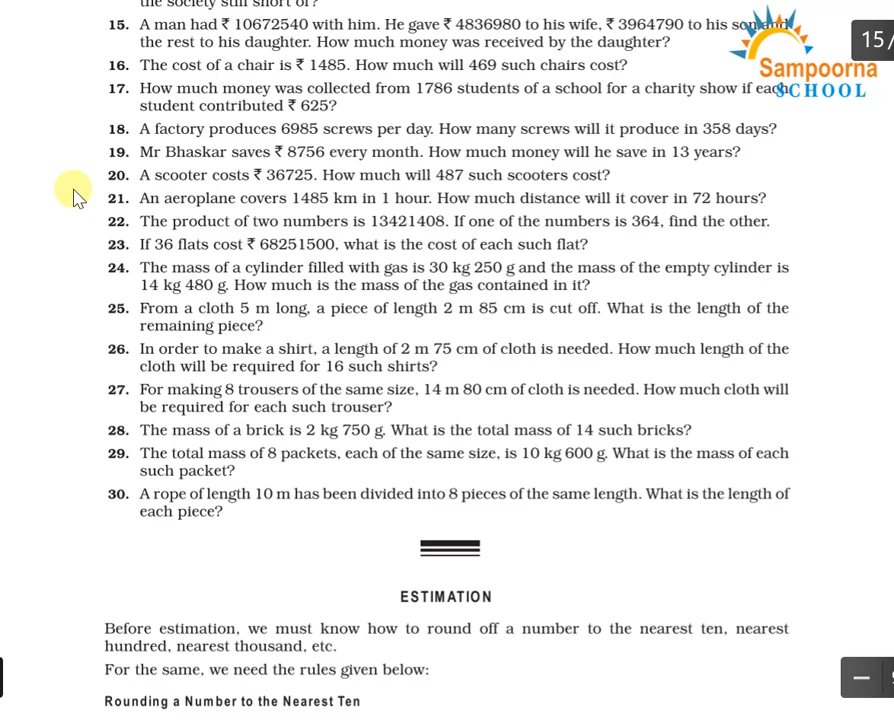 the society still short of?
15. A man had ₹ 10672540 with him. He gave ₹ 4836980 to his wife, ₹ 3964790 to his son and
the rest to his daughter. How much money was received by the daughter?
16. The cost of a chair is ₹ 1485. How much will 469 such chairs cost?
17. How much money was collected from 1786 students of a school for a charity show if each
student contributed ₹ 625?
18. A factory produces 6985 screws per day. How many screws will it produce in 358 days?
19. Mr Bhaskar saves ₹ 8756 every month. How much money will he save in 13 years?
20. A scooter costs ₹ 36725. How much will 487 such scooters cost?
21. An aeroplane covers 1485 km in 1 hour. How much distance will it cover in 72 hours?
22. The product of two numbers is 13421408. If one of the numbers is 364, find the other.
23. If 36 flats cost ₹ 68251500, what is the cost of each such flat?
24. The mass of a cylinder filled with gas is 30 kg 250 g and the mass of the empty cylinder is
14 kg 480 g. How much is the mass of the gas contained in it?
25. From a cloth 5 m long, a piece of length 2 m 85 cm is cut off. What is the length of the
remaining piece?
26. In order to make a shirt, a length of 2 m 75 cm of cloth is needed. How much length of the
cloth will be required for 16 such shirts?
27. For making 8 trousers of the same size, 14 m 80 cm of cloth is needed. How much cloth will
be required for each such trouser?
28. The mass of a brick is 2 kg 750 g. What is the total mass of 14 such bricks?
29. The total mass of 8 packets, each of the same size, is 10 kg 600 g. What is the mass of each
such packet?
30. A rope of length 10 m has been divided into 8 pieces of the same length. What is the length of
each piece?
ESTIMATION
Before estimation, we must know how to round off a number to the nearest ten, nearest
hundred, nearest thousand, etc.
For the same, we need the rules given below:
Rounding a Number to the Nearest Ten
15/
Sampoorna
SCHOOL